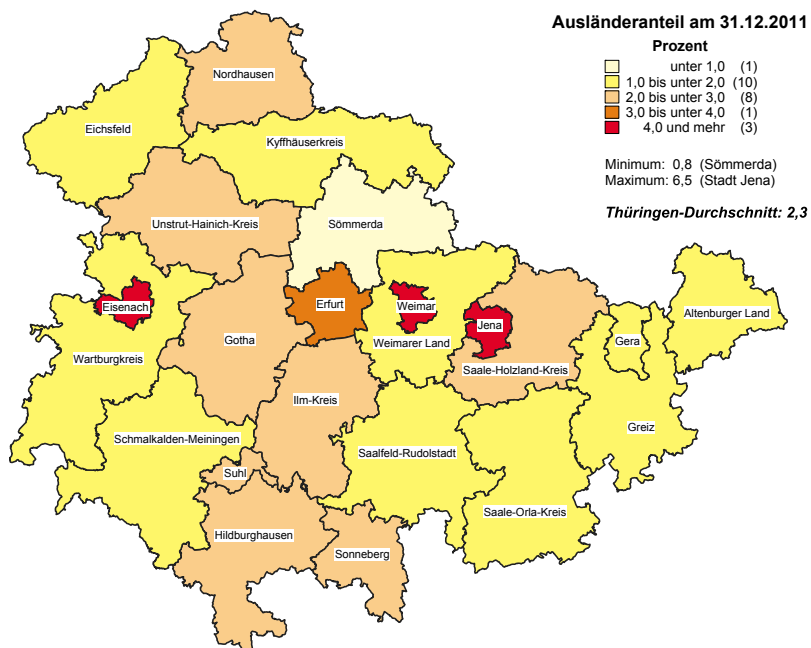 Ausländeranteil am 31.12.2011
Prozent
unter 1,0 (1)
1,0 bis unter 2,0 (10)
2,0 bis unter 3,0 (8)
3,0 bis unter 4,0 (1)
4,0 und mehr (3)
Minimum: 0,8 (Sömmerda)
Maximum: 6,5 (Stadt Jena)
Thüringen-Durchschnitt: 2,3
Nordhausen
Eichsfeld
Kyffhäuserkreis
Unstrut-Hainich-Kreis
Sömmerda
Eisenach
Erfurt
Weimar
Jena
Altenburger Land
Gotha
Weimarer Land
Gera
Wartburgkreis
Saale-Holzland-Kreis
Ilm-Kreis
Greiz
Schmalkalden-Meiningen
Saalfeld-Rudolstadt
Suhl
Saale-Orla-Kreis
Hildburghausen
Sonneberg